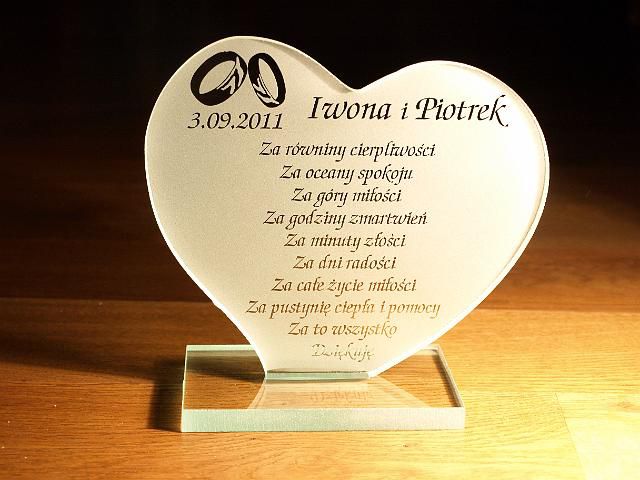 3.09.2011
Iwona i Piotrek
Za równiny cierpliwości
Za oceany spokoju
Za góry miłości
Za godziny zmartwień
Za minuty złości
Za dni radości
Za całe życie miłości
Za pustynię ciepła i pomocy
Za to wszystko
Dziękuję